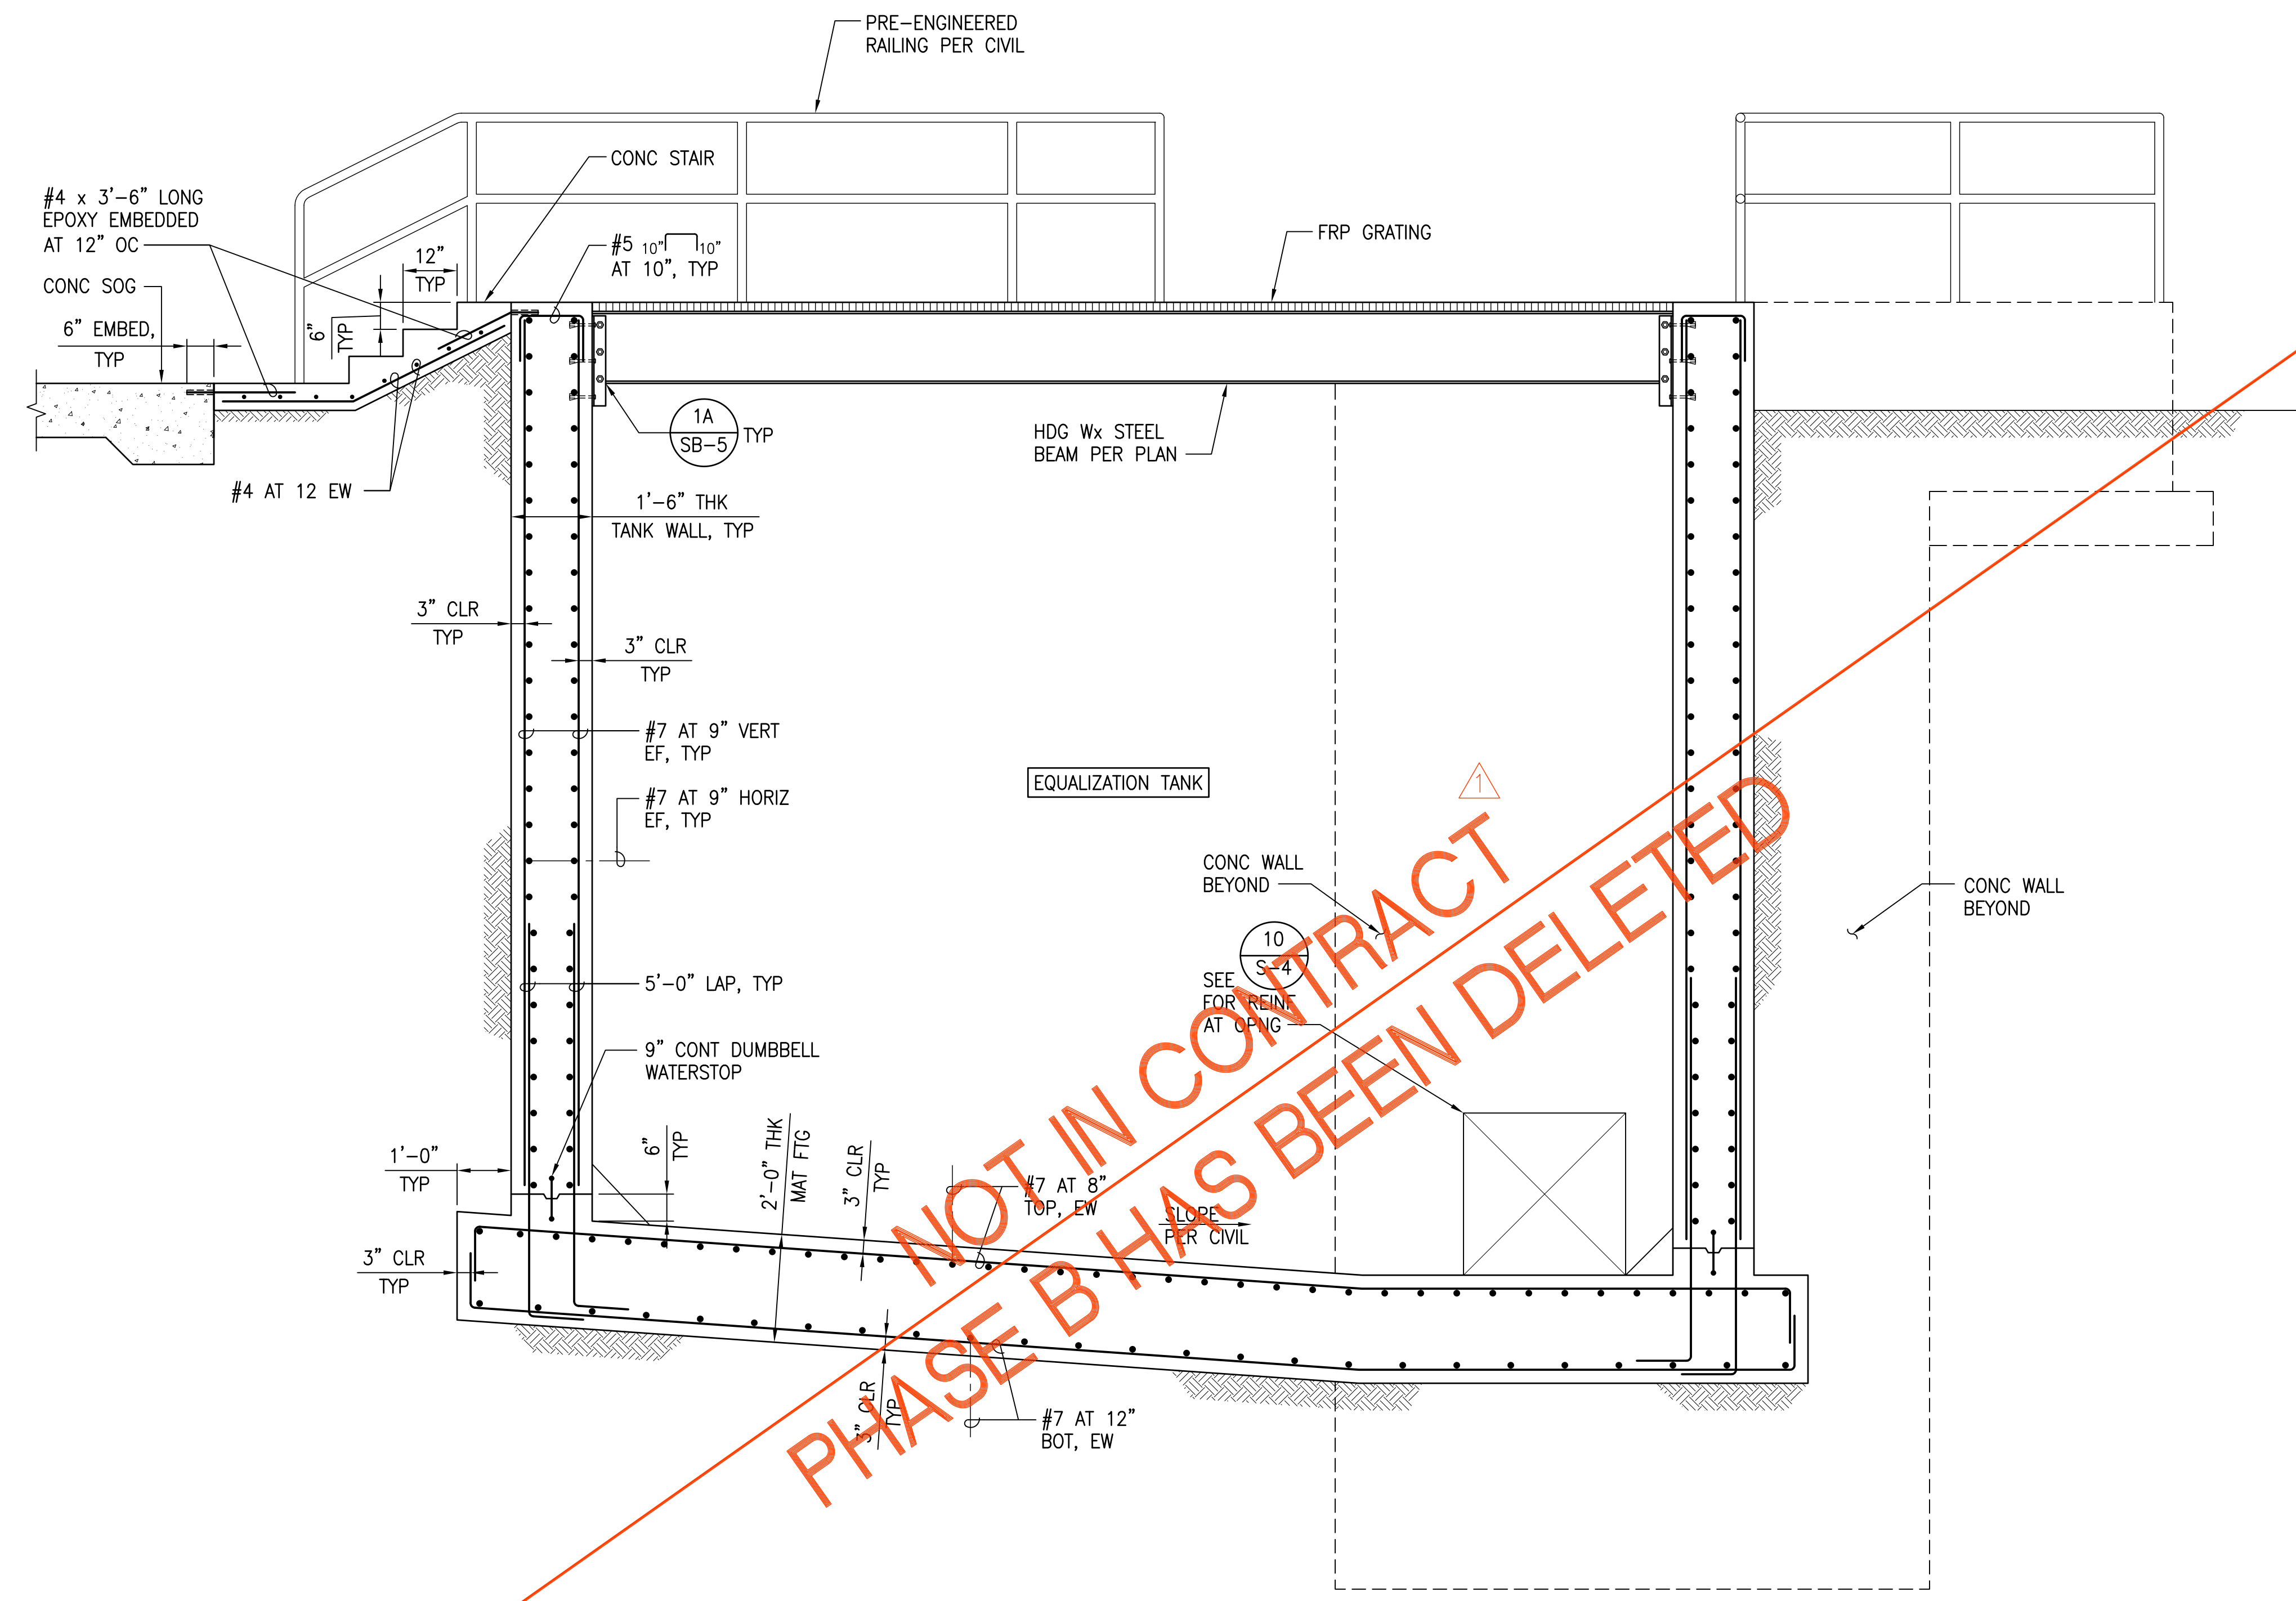 PRE-ENGINEERED
RAILING PER CIVIL
CONC STAIR
#4 x 3'-6" LONG
EPOXY EMBEDDED
AT 12" OC
CONC SOG
6" EMBED,
TYP
12"
TYP
6"
TYP
#5 10" 10"
AT 10", TYP
FRP GRATING
1A
SB-5
TYP
HDG Wx STEEL
BEAM PER PLAN
#4 AT 12 EW
1'-6" THK
TANK WALL, TYP
3" CLR
TYP
3" CLR
TYP
#7 AT 9" VERT
EF, TYP
#7 AT 9" HORIZ
EF, TYP
EQUALIZATION TANK
1
CONC WALL
BEYOND
CONC WALL
BEYOND
10
S-4
SEE
FOR REINF
AT OPNG
5'-0" LAP, TYP
9" CONT DUMBBELL
WATERSTOP
1'-0"
TYP
6"
TYP
2'-0" THK
MAT FTG
3" CLR
TYP
#7 AT 8"
TOP, EW
SLOPE
PER CIVIL
3" CLR
TYP
3" CLR
TYP
#7 AT 12"
BOT, EW
NOT IN CONTRACT
PHASE B HAS BEEN DELETED